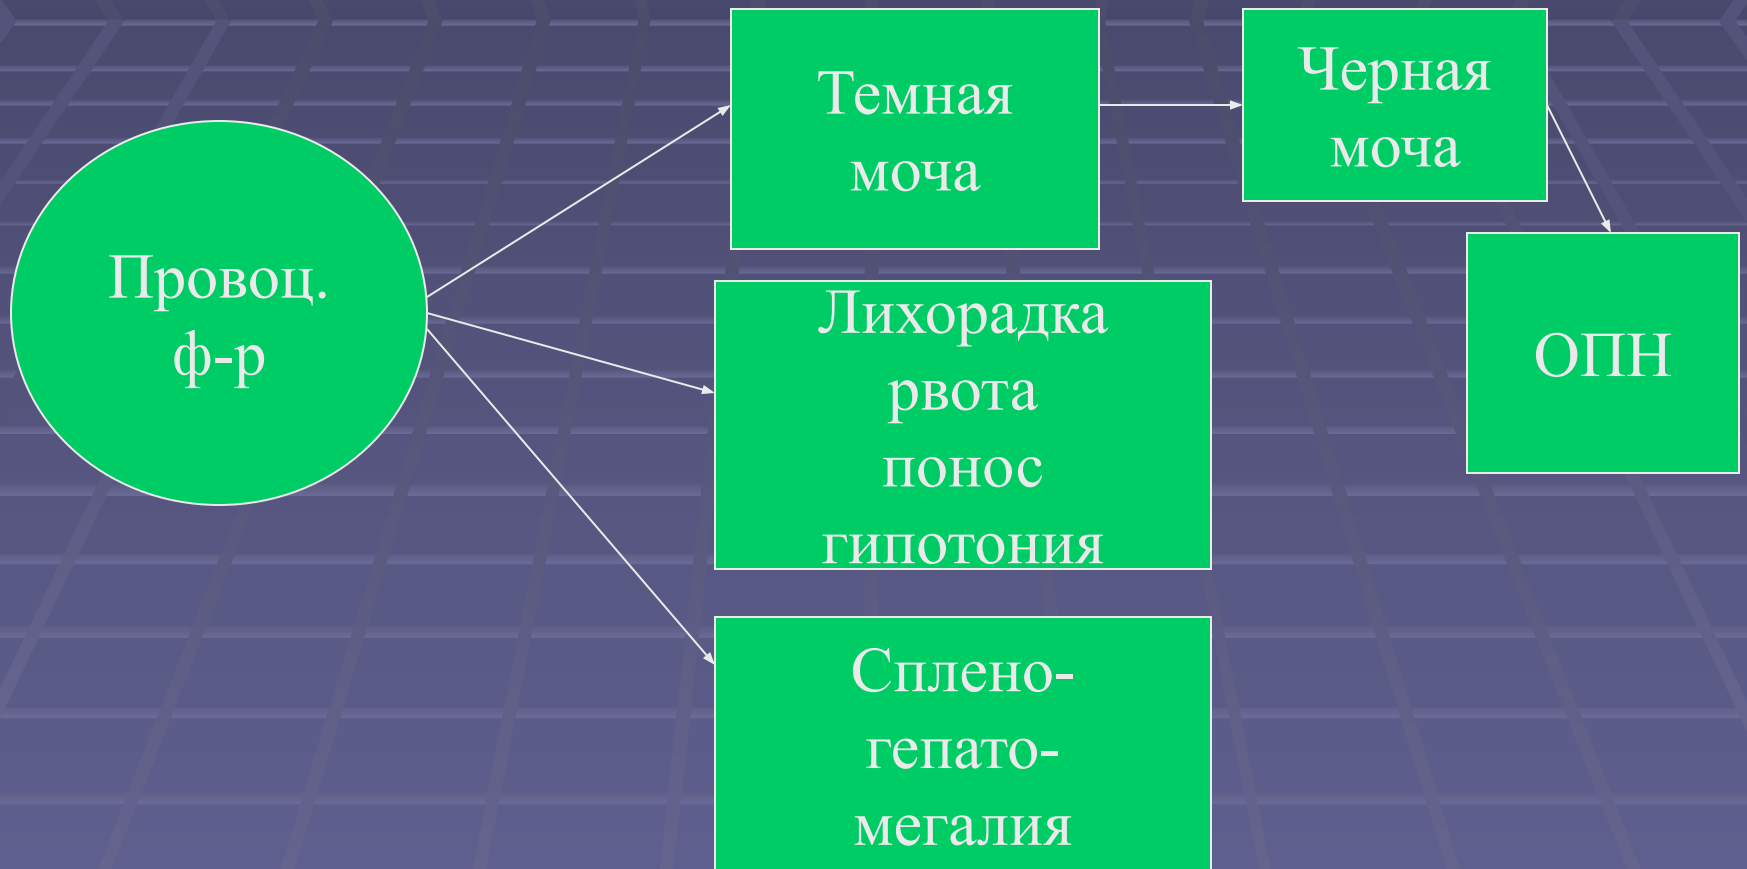 Провоц.
ф-р
Темная
моча
Черная
моча
ОПН
Лихорадка
рвота
понос
гипотония
Сплено-
гепато-
мегалия